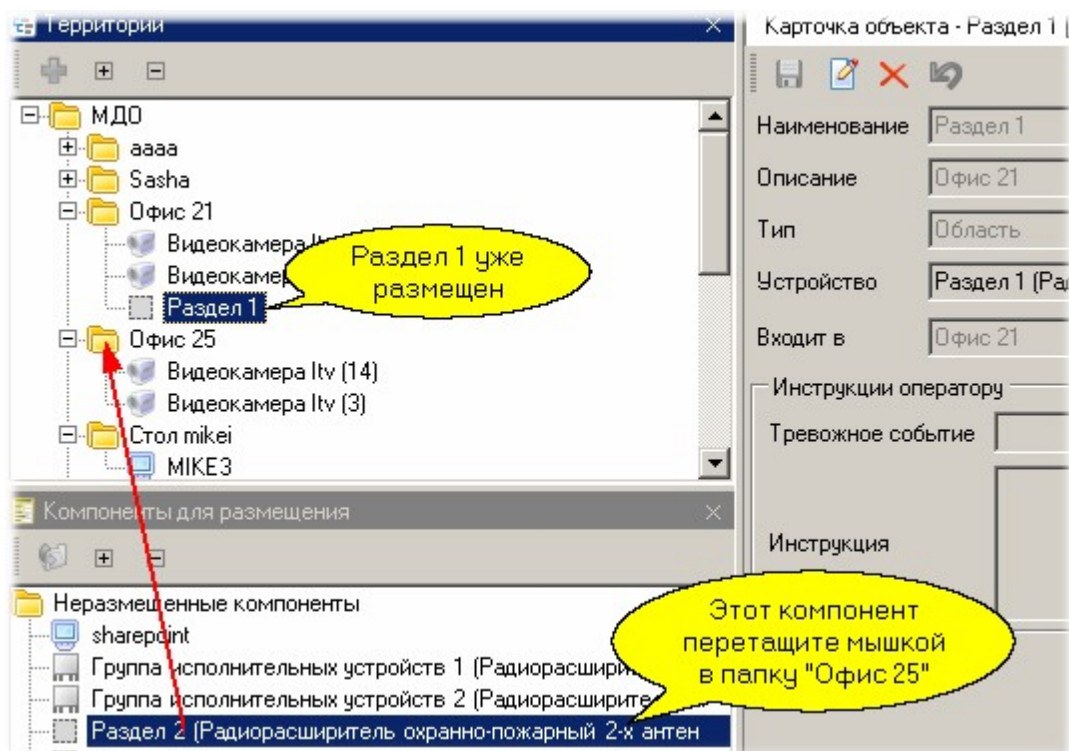 Территории
МДО
aaaa
Sasha
Офис 21
Видеокамера
Видеокамер
Раздел 1
Офис 25
Видеокамера Itv (14)
Видеокамера Itv (3)
Стол mikei
MIKE3
Раздел 1 уже
размещен
Компоненты для размещения
Неразмещенные компоненты
sharepoint
Группа исполнительных устройств 1 (Радиорасшири
Группа исполнительных устройств 2 (Радиорасширите
Раздел 2 (Радиорасширитель охранно-пожарный 2-х антен
Карточка объекта - Раздел 1
Наименование Раздел 1
Описание Офис 21
Тип Область
Устройство Раздел 1 (Ра
Входит в Офис 21
Инструкции оператору
Тревожное событие
Инструкция
Этот компонент
перетащите мышкой
в папку "Офис 25"